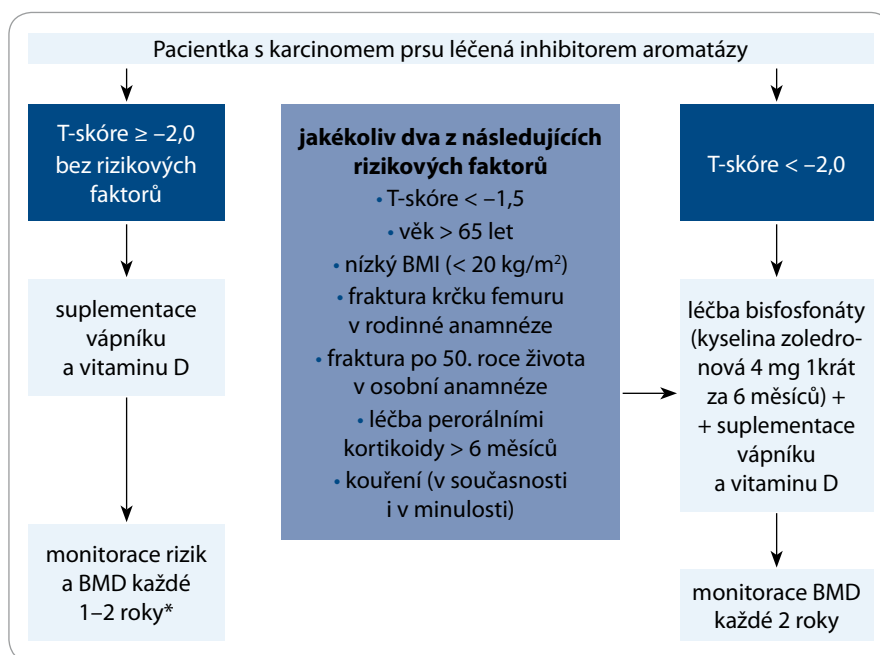 Pacientka s karcinomem prsu léčená inhibitorem aromatázy
T-skóre ≥ –2,0
bez rizikových
faktorů
suplementace
vápníku
a vitaminu D
monitorace rizik
a BMD každé
1–2 roky*
jakékoliv dva z následujících
rizikových faktorů
• T-skóre < –1,5
• věk > 65 let
• nízký BMI (< 20 kg/m²)
• fraktura krčku femuru
v rodinné anamnéze
• fraktura po 50. roce života
v osobní anamnéze
• léčba perorálními
kortikoidy > 6 měsíců
• kouření (v současnosti
i v minulosti)
T-skóre < –2,0
léčba bisfosfonáty
(kyselina zoledro-
nová 4 mg 1krát
za 6 měsíců) +
+ suplementace
vápníku
a vitaminu D
monitorace BMD
každé 2 roky